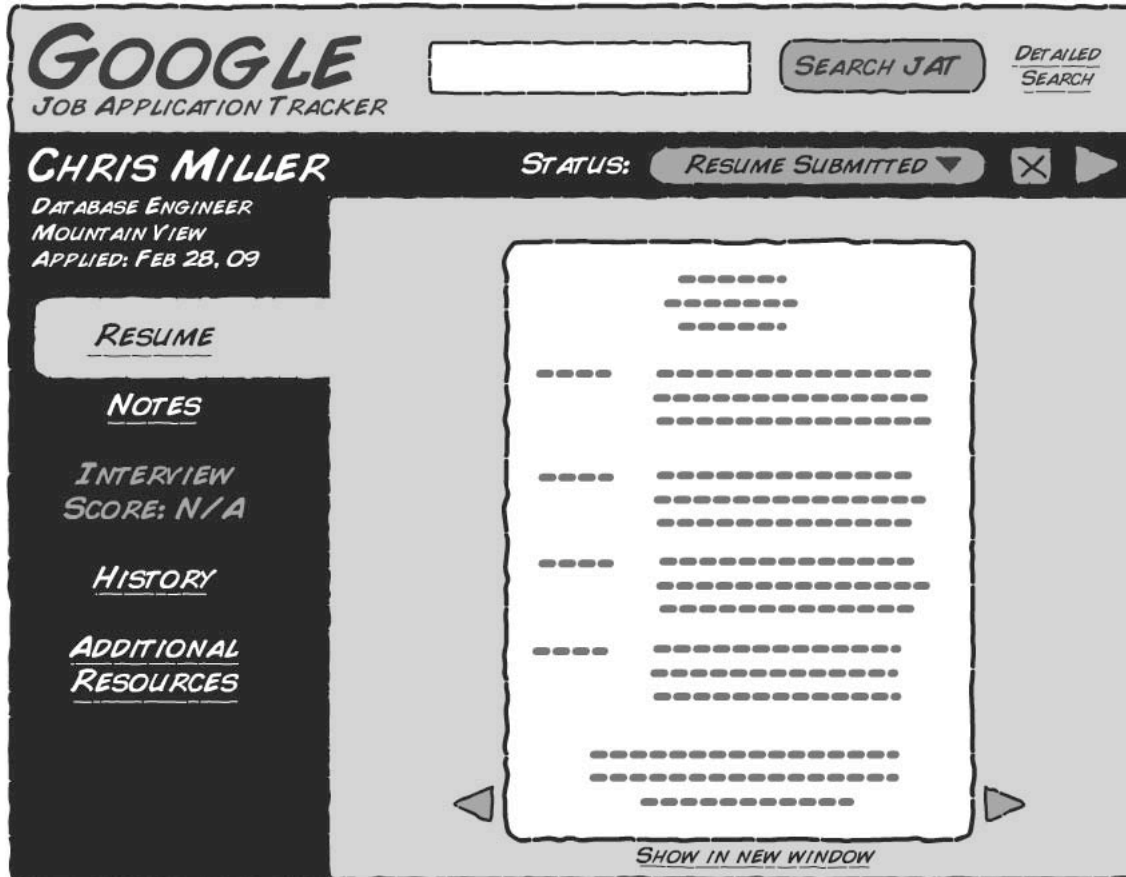 GOOGLE
JOB APPLICATION TRACKER
SEARCH JAT
DETAILED
SEARCH
CHRIS MILLER
STATUS:
RESUME SUBMITTED
DATABASE ENGINEER
MOUNTAIN VIEW
APPLIED: FEB 28, 09
RESUME
NOTES
INTERVIEW
SCORE: N/A
HISTORY
ADDITIONAL
RESOURCES
SHOW IN NEW WINDOW